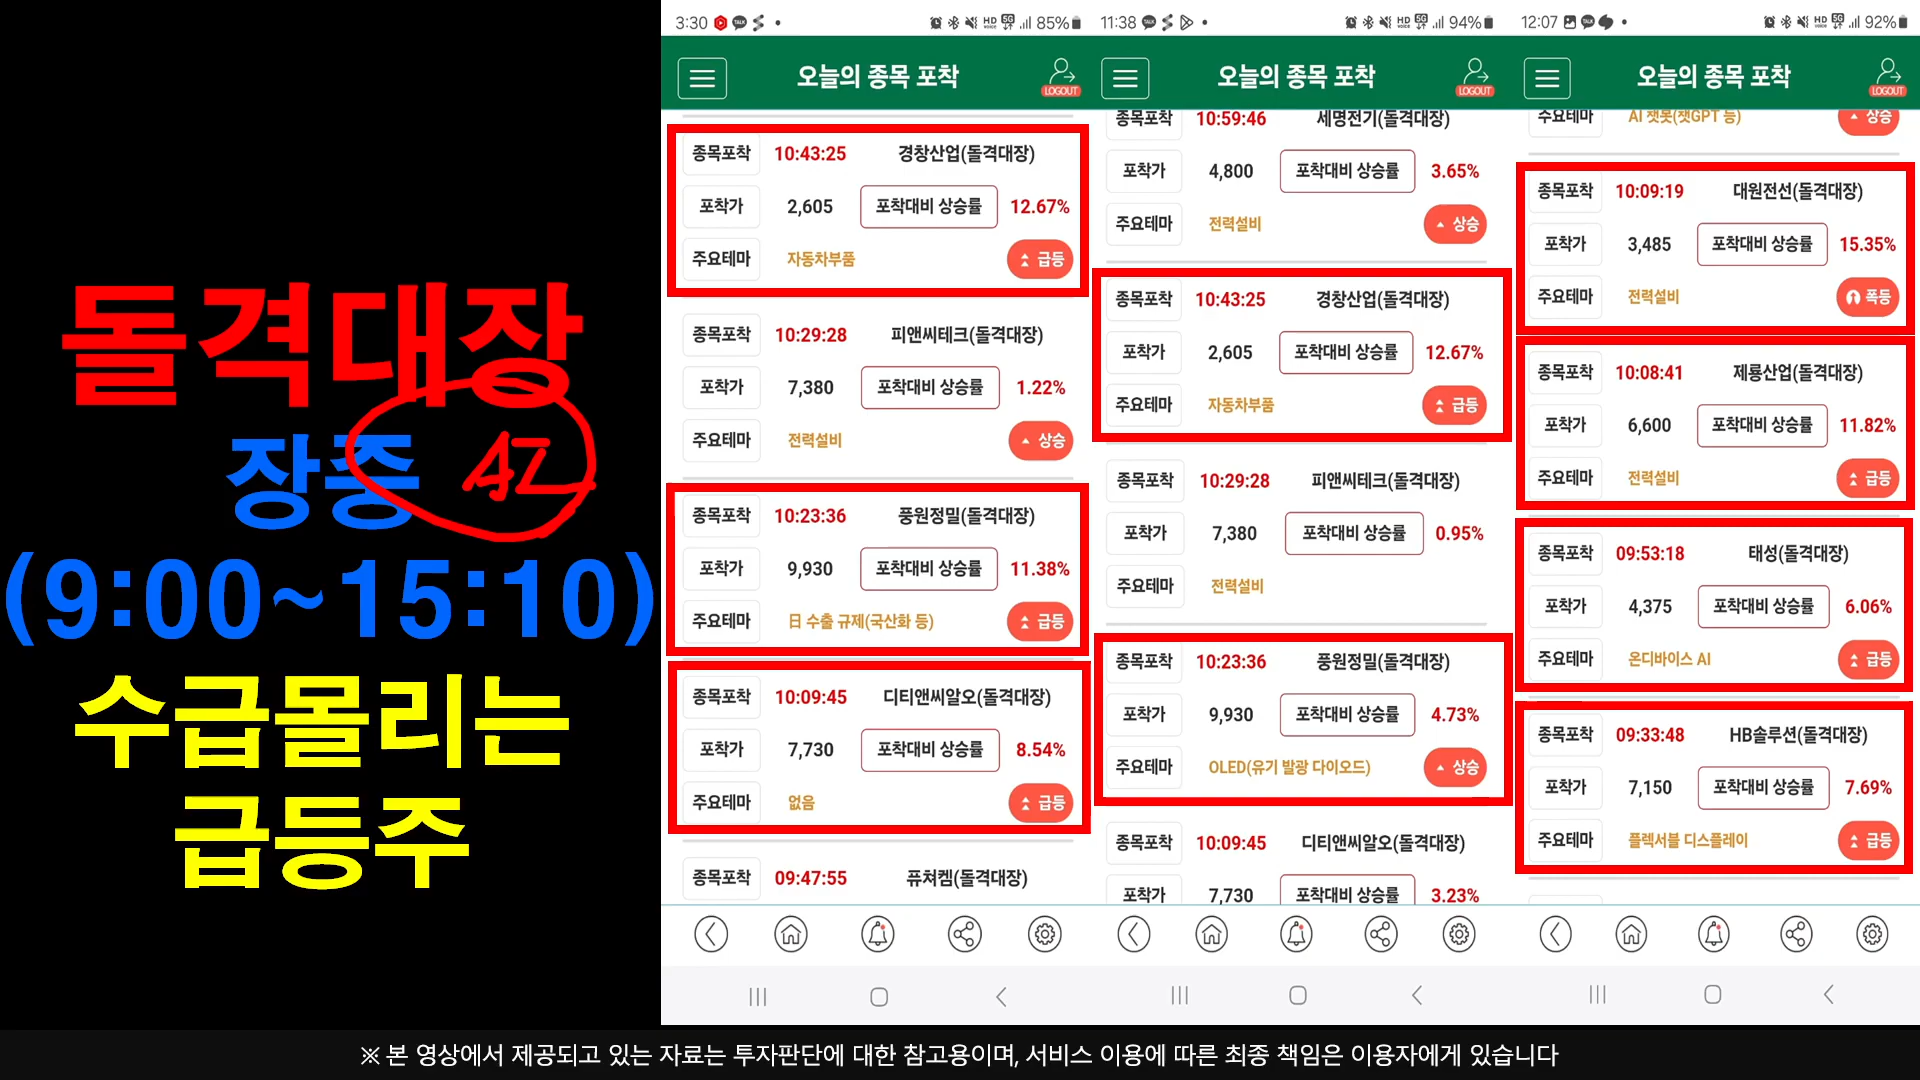 돌격대장
장중
AI
(9:00~15:10)
수급몰리는
급등주
3:30
85%
오늘의 종목 포착
LOGOUT
종목포착 10:43:25 경창산업(돌격대장)
포착가 2,605 포착대비 상승률 12.67%
주요테마 자동차부품 급등
종목포착 10:29:28 피앤씨테크(돌격대장)
포착가 7,380 포착대비 상승률 1.22%
주요테마 전력설비 상승
종목포착 10:23:36 풍원정밀(돌격대장)
포착가 9,930 포착대비 상승률 11.38%
주요테마 日 수출 규제(국산화 등) 급등
종목포착 10:09:45 디티앤씨알오(돌격대장)
포착가 7,730 포착대비 상승률 8.54%
주요테마 없음 급등
종목포착 09:47:55 퓨쳐켐(돌격대장)
11:38
94%
오늘의 종목 포착
LOGOUT
종목포착 10:59:46 세명전기(돌격대장)
포착가 4,800 포착대비 상승률 3.65%
주요테마 전력설비 상승
종목포착 10:43:25 경창산업(돌격대장)
포착가 2,605 포착대비 상승률 12.67%
주요테마 자동차부품 급등
종목포착 10:29:28 피앤씨테크(돌격대장)
포착가 7,380 포착대비 상승률 0.95%
주요테마 전력설비
종목포착 10:23:36 풍원정밀(돌격대장)
포착가 9,930 포착대비 상승률 4.73%
주요테마 OLED(유기 발광 다이오드) 상승
종목포착 10:09:45 디티앤씨알오(돌격대장)
포착가 7,730 포착대비 상승률 3.23%
12:07
92%
오늘의 종목 포착
LOGOUT
주요테마 AI 챗봇(챗GPT 등) 상승
종목포착 10:09:19 대원전선(돌격대장)
포착가 3,485 포착대비 상승률 15.35%
주요테마 전력설비 폭등
종목포착 10:08:41 제룡산업(돌격대장)
포착가 6,600 포착대비 상승률 11.82%
주요테마 전력설비 급등
종목포착 09:53:18 태성(돌격대장)
포착가 4,375 포착대비 상승률 6.06%
주요테마 온디바이스 AI 급등
종목포착 09:33:48 HB솔루션(돌격대장)
포착가 7,150 포착대비 상승률 7.69%
주요테마 플렉서블 디스플레이 급등
※ 본 영상에서 제공되고 있는 자료는 투자판단에 대한 참고용이며, 서비스 이용에 따른 최종 책임은 이용자에게 있습니다